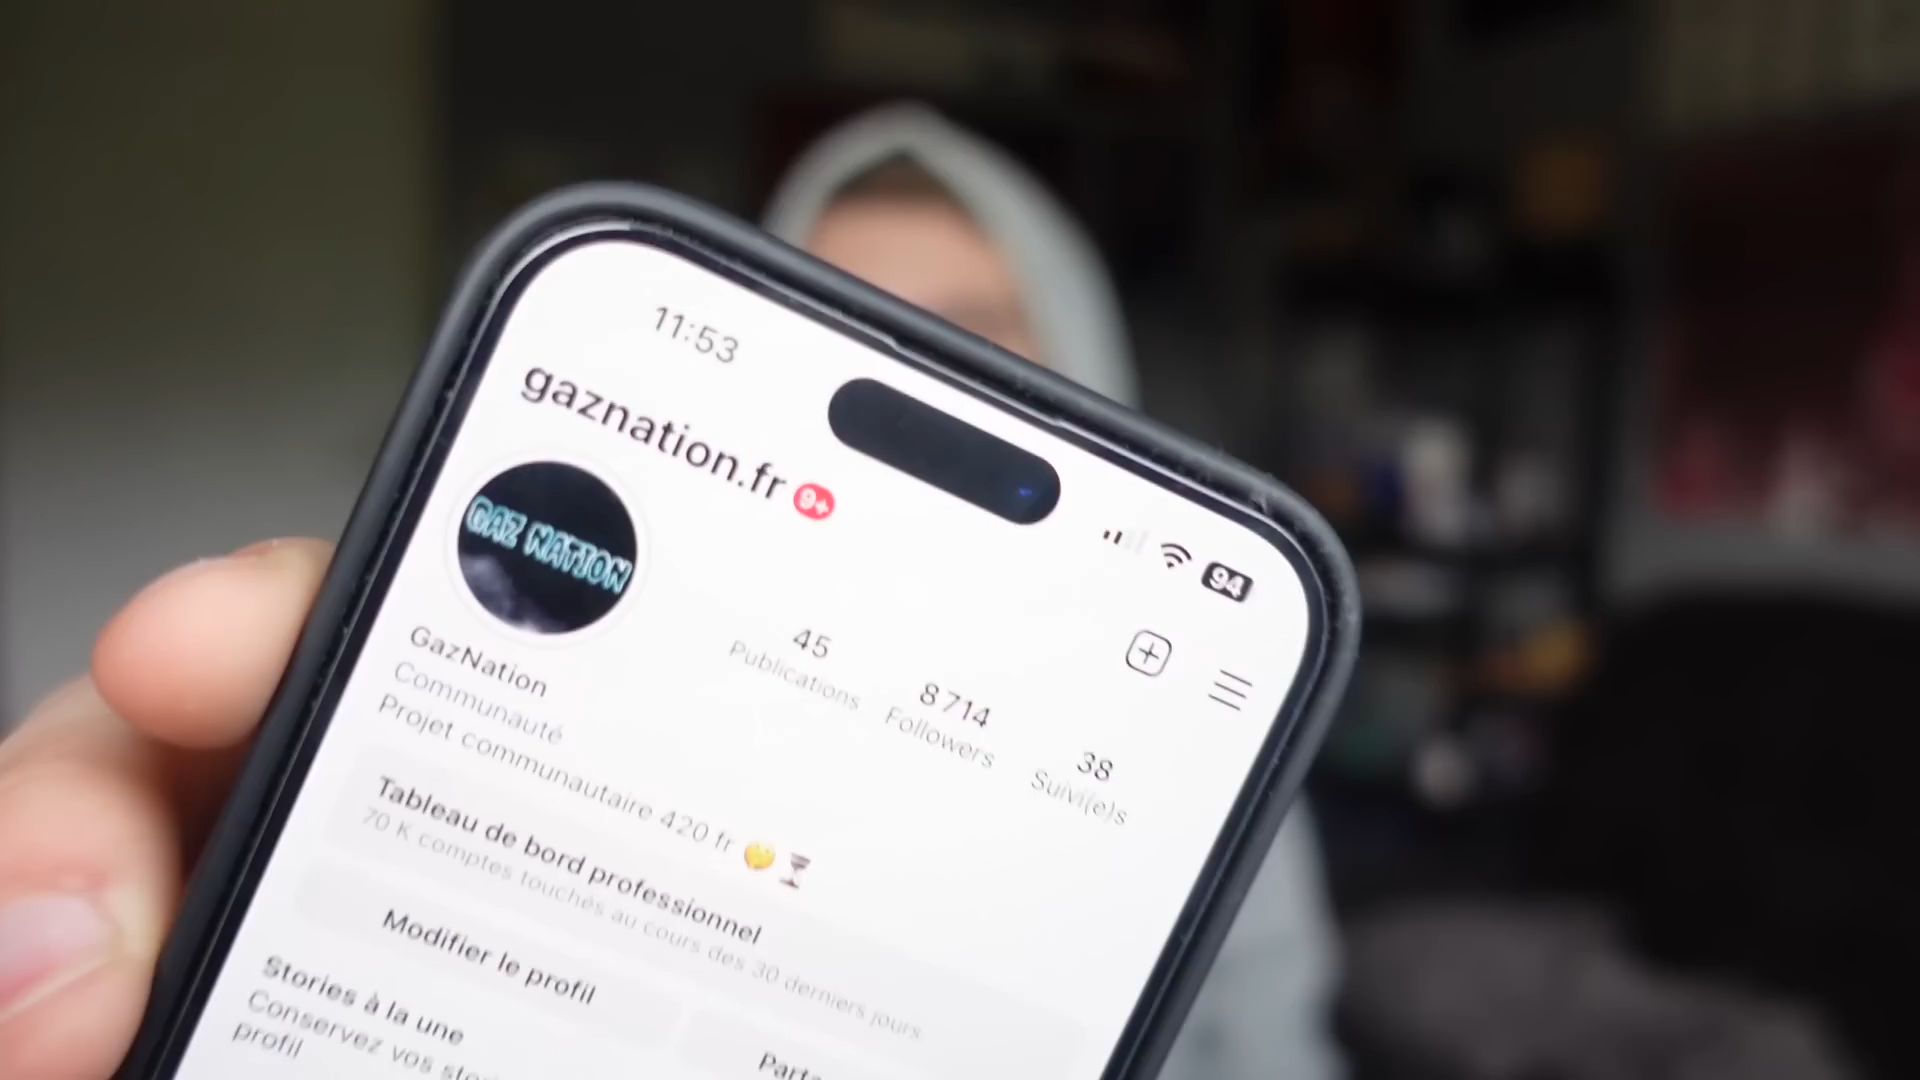 11:53
gaznation.fr 9+
94
GAZ NATION
45
Publications
8 714
Followers
38
Suivi(e)s
GazNation
Communauté
Projet communautaire 420 fr
Tableau de bord professionnel
70 K comptes touchés au cours des 30 derniers jours
Modifier le profil
Stories à la une
Conservez vos
profil